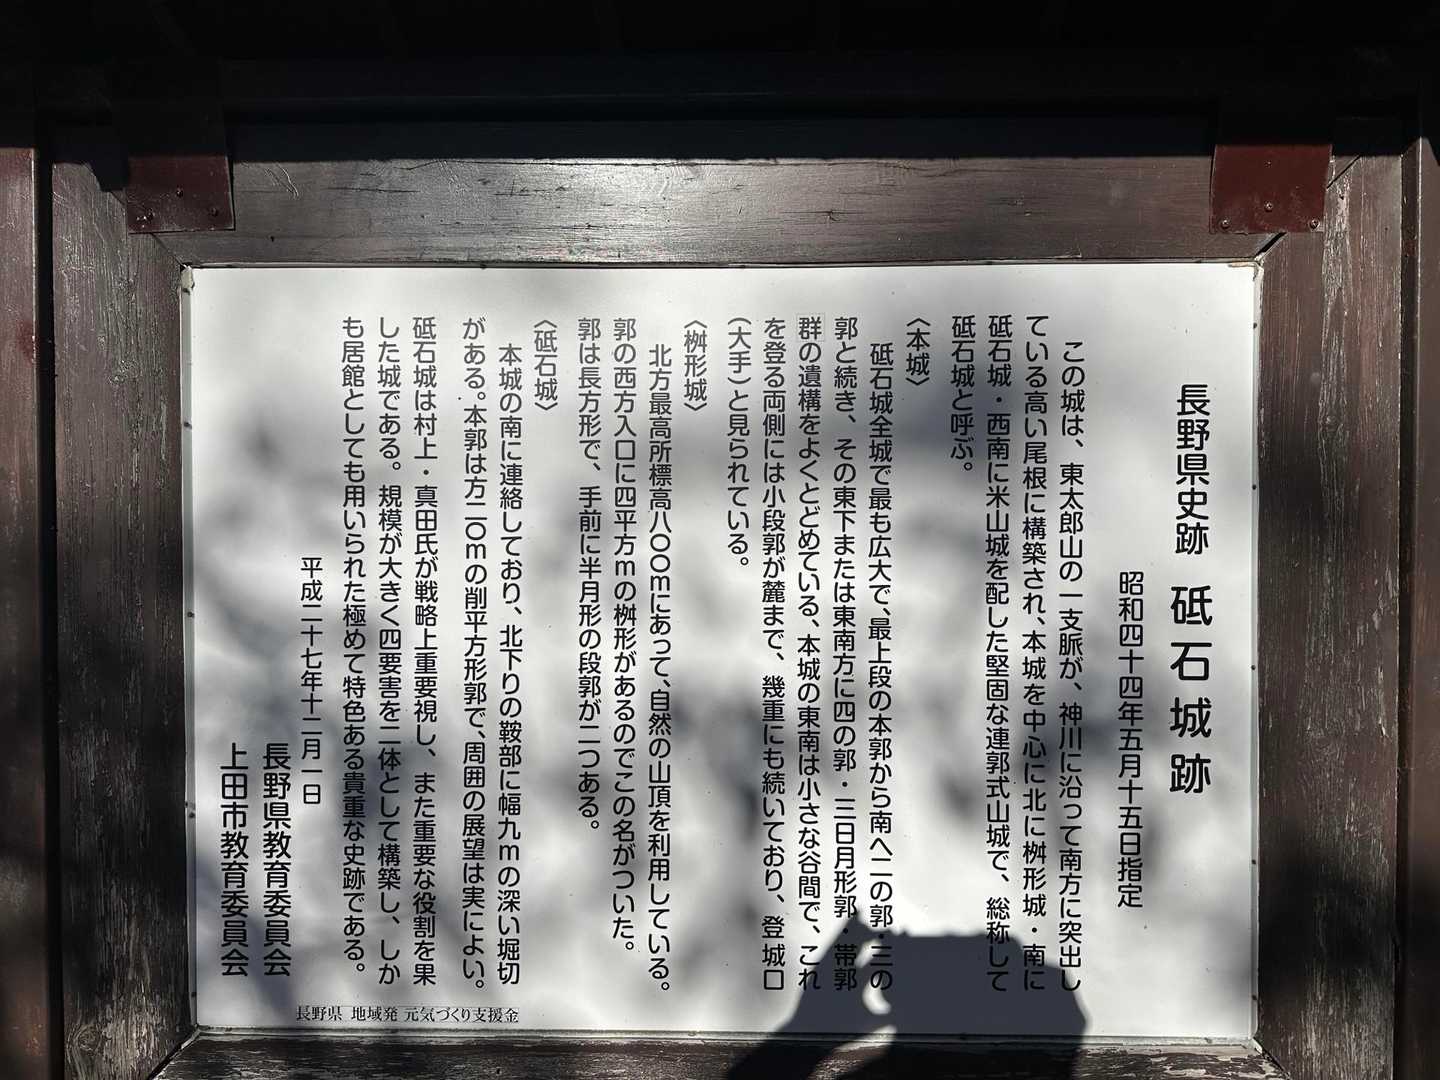 長野県史跡 砥石城跡
昭和四十四年五月十五日指定
この城は、東太郎山の一支脈が、神川に沿って南方に突出し
ている高い尾根に構築され、本城を中心に北に桝形城・南に
砥石城・西南に米山城を配した堅固な連郭式山城で、総称して
砥石城と呼ぶ。
〈本城〉
砥石城全城で最も広大で、最上段の本郭から南へ二の郭・三の
郭と続き、その東下または東南方に四の郭・三日月形郭・帯郭
群の遺構をよくとどめている、本城の東南は小さな谷間で、これ
を登る両側には小段郭が麓まで、幾重にも続いており、登城口
(大手)と見られている。
〈桝形城〉
北方最高所標高八〇〇mにあって、自然の山頂を利用している。
郭の西方入口に四平方mの桝形があるのでこの名がついた。
郭は長方形で、手前に半月形の段郭が二つある。
〈砥石城〉
本城の南に連絡しており、北下りの鞍部に幅九mの深い堀切
がある。本郭は方二〇mの削平方形郭で、周囲の展望は実によい。
砥石城は村上・真田氏が戦略上重要視し、また重要な役割を果
した城である。規模が大きく四要害を一体として構築し、しか
も居館としても用いられた極めて特色ある貴重な史跡である。
平成二十七年十二月一日
長野県教育委員会
上田市教育委員会
長野県 地域発 元気づくり支援金